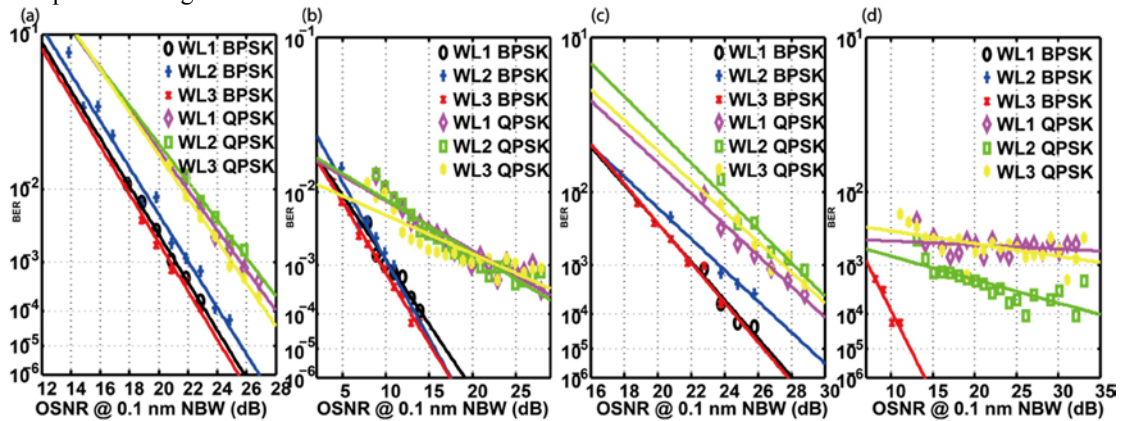 (a)
10-1
10-2
10-3
10-4
10-5
10-6
BER
WL1 BPSK
WL2 BPSK
WL3 BPSK
WL1 QPSK
WL2 QPSK
WL3 QPSK
12 14 16 18 20 22 24 26 28
OSNR @ 0.1 nm NBW (dB)
(b)
10-1
10-2
10-3
10-4
10-5
10-6
BER
WL1 BPSK
WL2 BPSK
WL3 BPSK
WL1 QPSK
WL2 QPSK
WL3 QPSK
5 10 15 20 25
OSNR @ 0.1 nm NBW (dB)
(c)
101
102
103
104
105
106
BER
WL1 BPSK
WL2 BPSK
WL3 BPSK
WL1 QPSK
WL2 QPSK
WL3 QPSK
16 18 20 22 24 26 28 30
OSNR @ 0.1 nm NBW (dB)
(d)
101
102
103
104
105
106
BER
WL1 BPSK
WL2 BPSK
WL3 BPSK
WL1 QPSK
WL2 QPSK
WL3 QPSK
10 15 20 25 30 35
OSNR @ 0.1 nm NBW (dB)